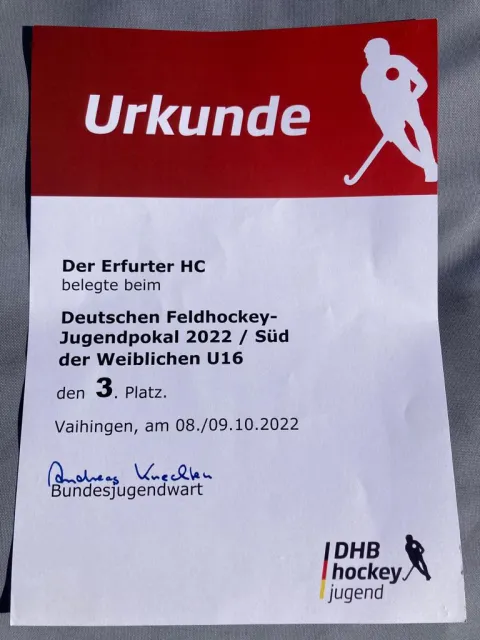 Urkunde
Der Erfurter HC
belegte beim
Deutschen Feldhockey-
Jugendpokal 2022 / Süd
der Weiblichen U16
den 3. Platz.
Vaihingen, am 08./09.10.2022
Andreas Knechten
Bundesjugendwart
DHB
hockey
jugend